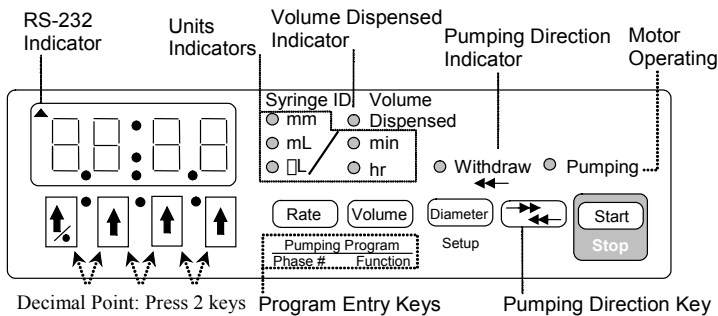 RS-232
Indicator
Units
Indicators
Volume Dispensed
Indicator
Pumping Direction
Indicator
Motor
Operating
Syringe ID
Volume
Dispensed
mm
mL
▯L
min
hr
Withdraw
Pumping
88:88
%
Rate
Volume
Diameter
Setup
Start
Stop
Pumping Program
Phase #
Function
Decimal Point: Press 2 keys
Program Entry Keys
Pumping Direction Key